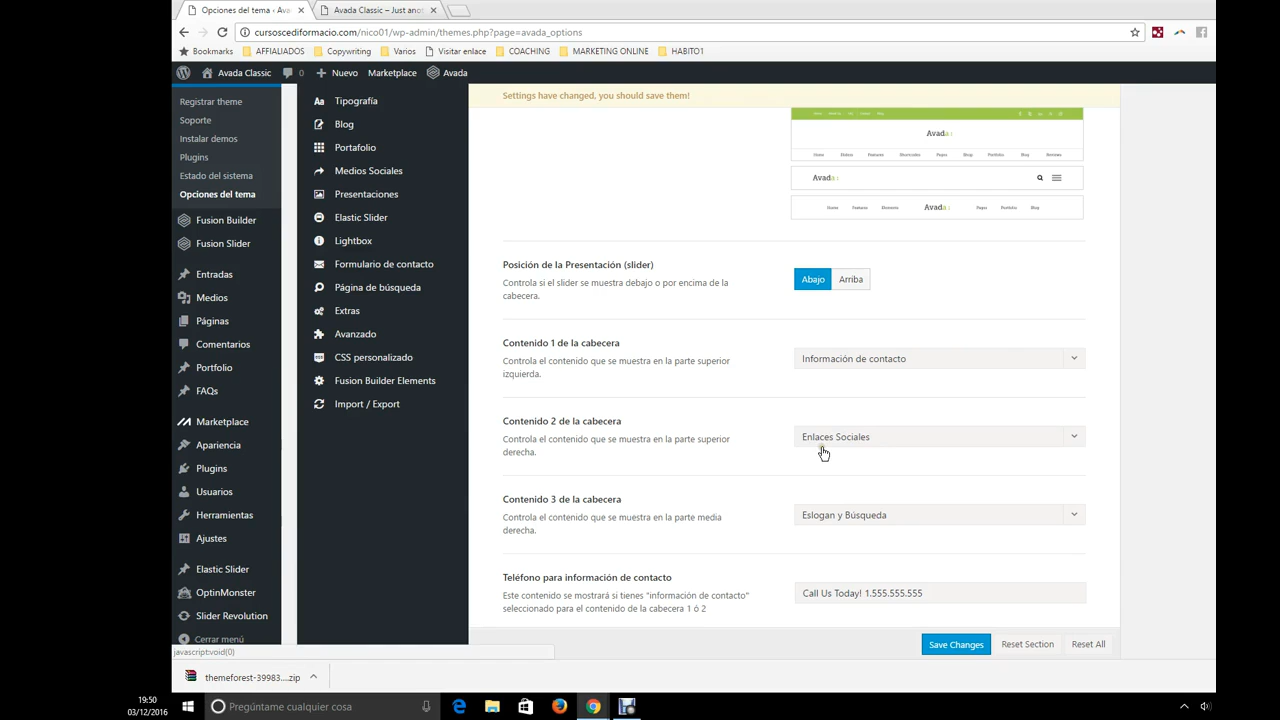 Opciones del tema ‹ Ava
Avada Classic – Just ano
cursoscediformacio.com/nico01/wp-admin/themes.php?page=avada_options
Bookmarks
AFFILIADOS
Copywriting
Varios
Visitar enlace
COACHING
MARKETING ONLINE
HABITO1
Avada Classic
0
Nuevo
Marketplace
Avada
Registrar theme
Soporte
Instalar demos
Plugins
Estado del sistema
Opciones del tema
Fusion Builder
Fusion Slider
Entradas
Medios
Páginas
Comentarios
Portfolio
FAQs
Marketplace
Apariencia
Plugins
Usuarios
Herramientas
Ajustes
Elastic Slider
OptinMonster
Slider Revolution
Cerrar menú
Tipografía
Blog
Portafolio
Medios Sociales
Presentaciones
Elastic Slider
Lightbox
Formulario de contacto
Página de búsqueda
Extras
Avanzado
CSS personalizado
Fusion Builder Elements
Import / Export
Settings have changed, you should save them!
Avada
Home Features Shortcodes Pages Blog Portfolio Blog
Avada
Home Features Elements Avada Pages Portfolio Blog
Posición de la Presentación (slider)
Controla si el slider se muestra debajo o por encima de la
cabecera.
Abajo
Arriba
Contenido 1 de la cabecera
Controla el contenido que se muestra en la parte superior
izquierda.
Información de contacto
Contenido 2 de la cabecera
Controla el contenido que se muestra en la parte superior
derecha.
Enlaces Sociales
Contenido 3 de la cabecera
Controla el contenido que se muestra en la parte media
derecha.
Eslogan y Búsqueda
Teléfono para información de contacto
Este contenido se mostrará si tienes "información de contacto"
seleccionado para el contenido de la cabecera 1 ó 2
Call Us Today! 1.555.555.555
Save Changes
Reset Section
Reset All
javascript:void(0)
themeforest-39983....zip
19:50
03/12/2016
Pregúntame cualquier cosa